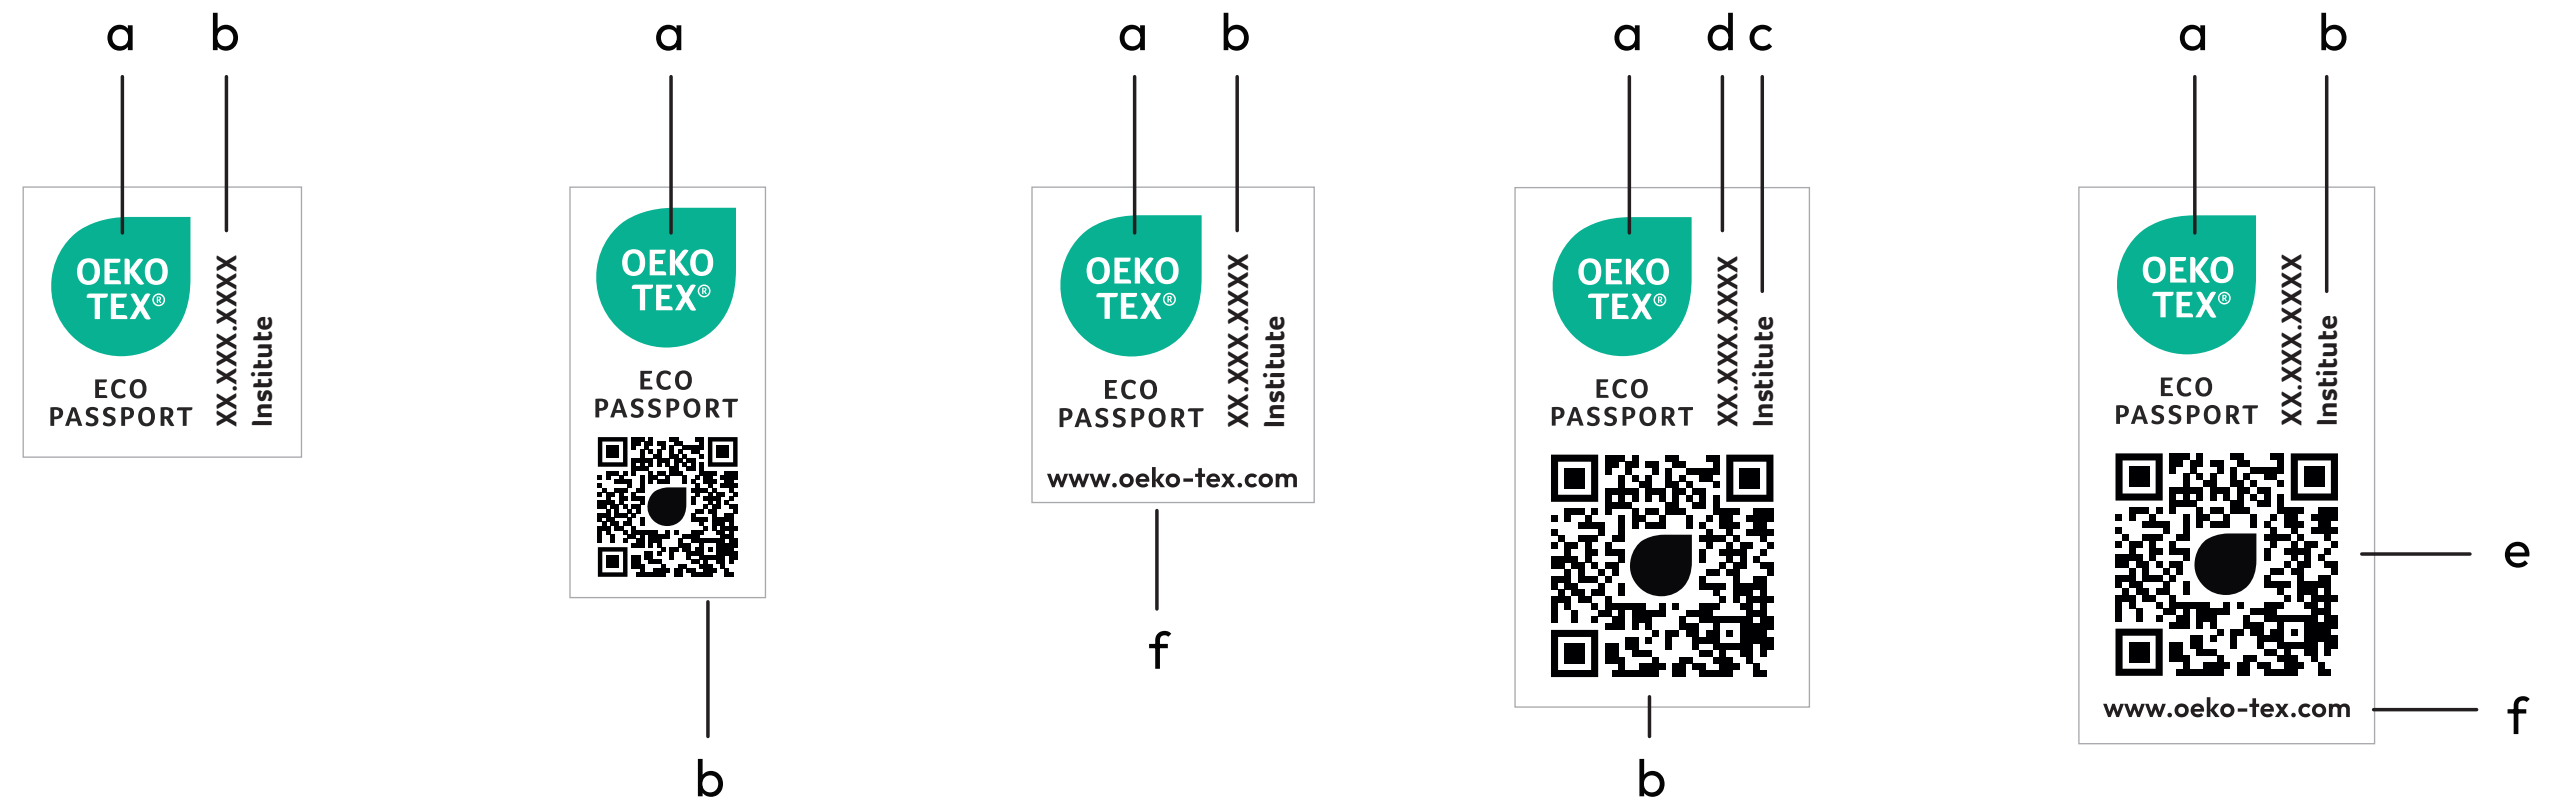 a b
OEKO
TEX®
ECO
PASSPORT
XX.XXX.XXXX
Institute
a
OEKO
TEX®
ECO
PASSPORT
b
a b
OEKO
TEX®
ECO
PASSPORT
XX.XXX.XXXX
Institute
www.oeko-tex.com
f
a d c
OEKO
TEX®
ECO
PASSPORT
XX.XXX.XXXX
Institute
b
a b
OEKO
TEX®
ECO
PASSPORT
XX.XXX.XXXX
Institute
e
www.oeko-tex.com
f